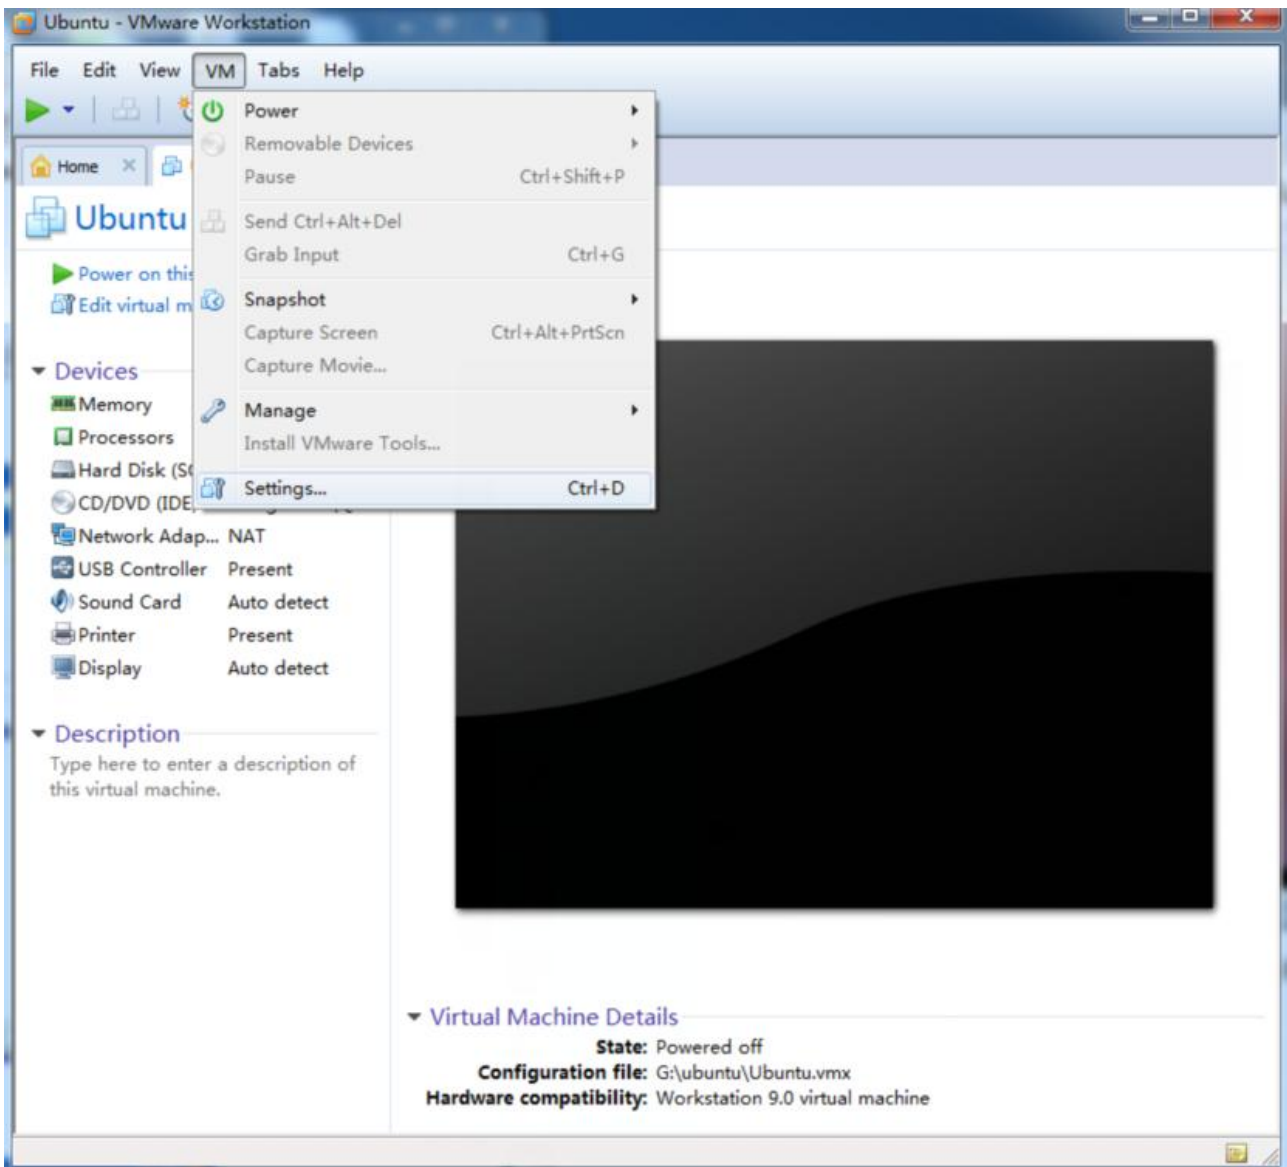 Ubuntu - VMware Workstation
File Edit View VM Tabs Help
Power
Removable Devices
Pause Ctrl+Shift+P
Send Ctrl+Alt+Del
Grab Input Ctrl+G
Snapshot
Capture Screen Ctrl+Alt+PrtScn
Capture Movie...
Manage
Install VMware Tools...
Settings... Ctrl+D
Home
Ubuntu
Power on this
Edit virtual m
Devices
Memory
Processors
Hard Disk (SC
CD/DVD (IDE)
Network Adap... NAT
USB Controller Present
Sound Card Auto detect
Printer Present
Display Auto detect
Description
Type here to enter a description of
this virtual machine.
Virtual Machine Details
State: Powered off
Configuration file: G:\ubuntu\Ubuntu.vmx
Hardware compatibility: Workstation 9.0 virtual machine